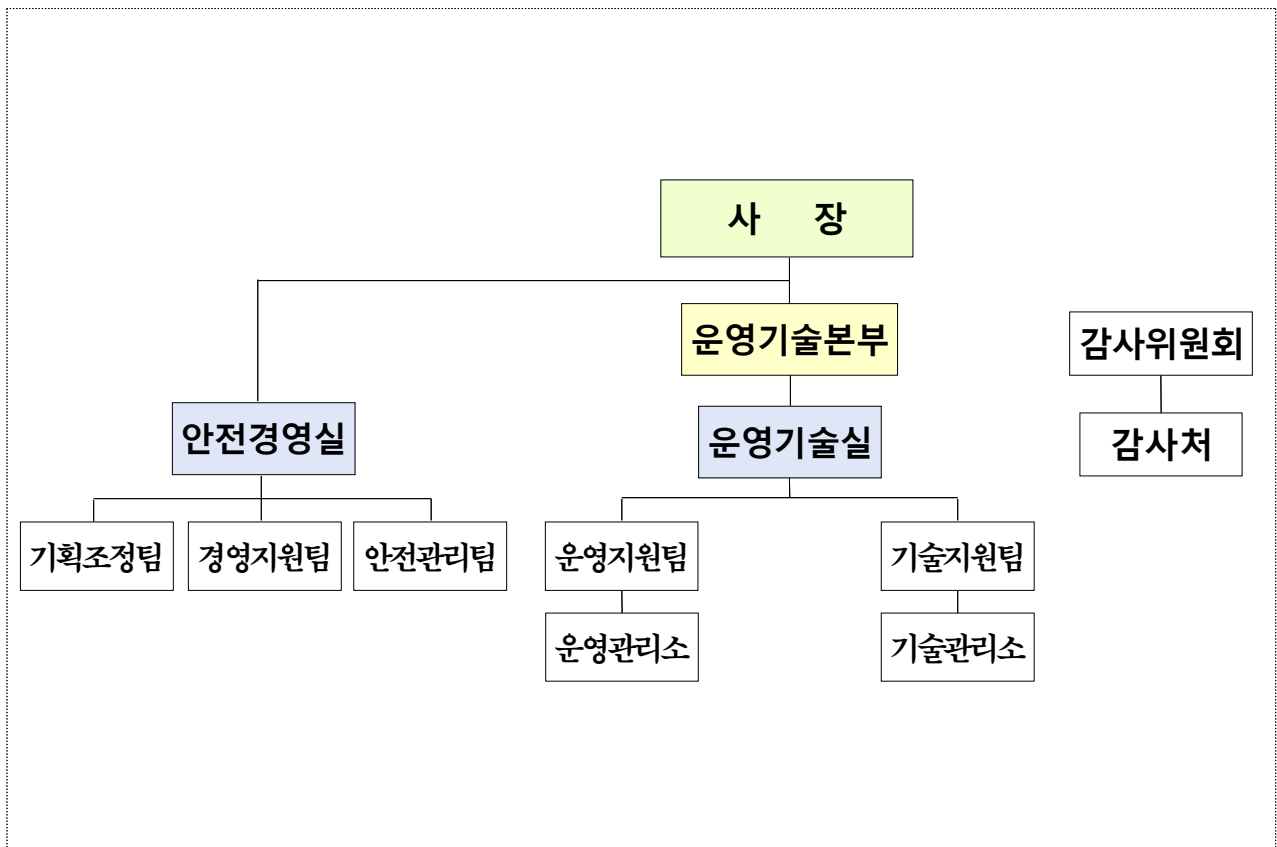 사 장
운영기술본부
감사위원회
안전경영실
운영기술실
감사처
기획조정팀
경영지원팀
안전관리팀
운영지원팀
기술지원팀
운영관리소
기술관리소